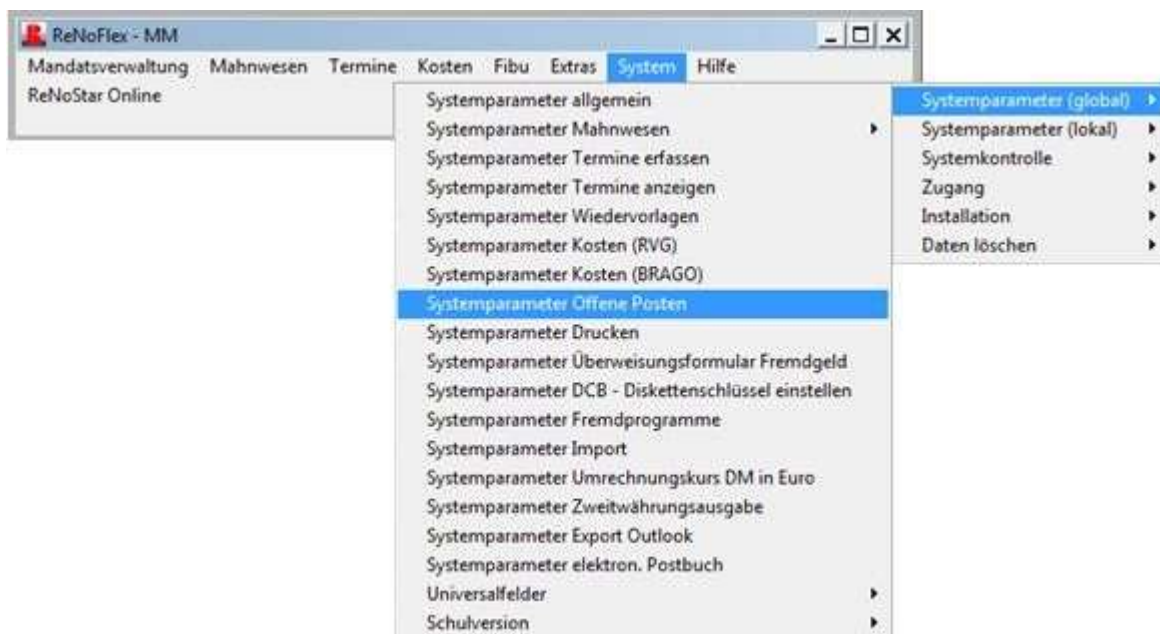 ReNoFlex - MM
Mandatsverwaltung Mahnwesen Termine Kosten Fibu Extras System Hilfe
ReNoStar Online
Systemparameter allgemein
Systemparameter Mahnwesen
Systemparameter Termine erfassen
Systemparameter Termine anzeigen
Systemparameter Wiedervorlagen
Systemparameter Kosten (RVG)
Systemparameter Kosten (BRAGO)
Systemparameter Offene Posten
Systemparameter Drucken
Systemparameter Überweisungsformular Fremdgeld
Systemparameter DCB - Diskettenschlüssel einstellen
Systemparameter Fremdprogramme
Systemparameter Import
Systemparameter Umrechnungskurs DM in Euro
Systemparameter Zweitwährungsausgabe
Systemparameter Export Outlook
Systemparameter elektron. Postbuch
Universalfelder
Schulversion
Systemparameter (global)
Systemparameter (lokal)
Systemkontrolle
Zugang
Installation
Daten löschen